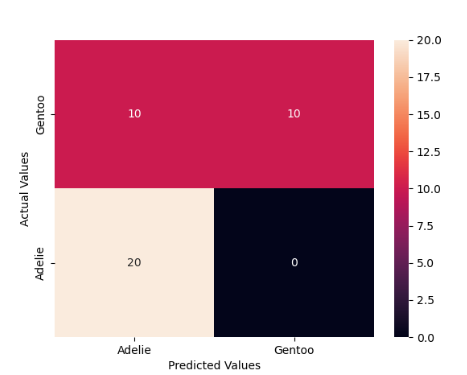 Gentoo
Adelie
Actual Values
10 10
20 0
Adelie Gentoo
Predicted Values
20.0
17.5
15.0
12.5
10.0
7.5
5.0
2.5
0.0